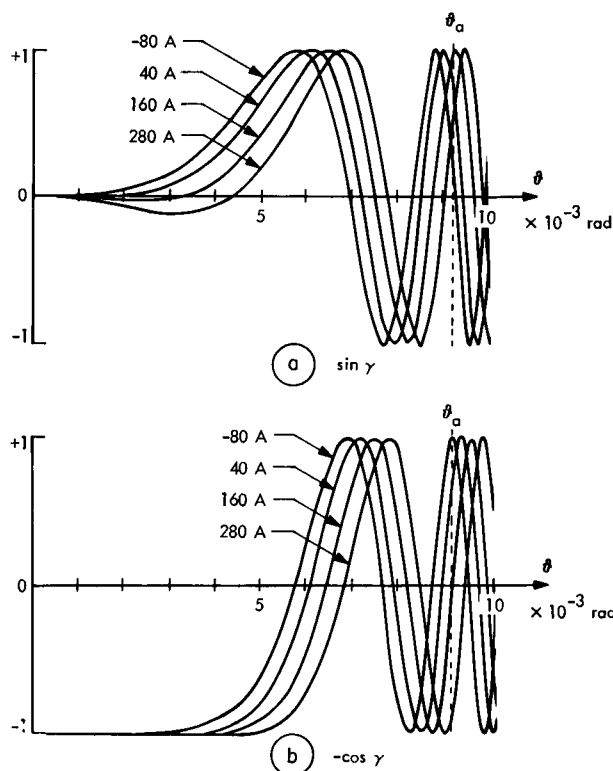 ϑa
+1
-80 A
40 A
160 A
280 A
0
5
10
ϑ
× 10⁻³ rad
-1
a sin γ
ϑa
+1
-80 A
40 A
160 A
280 A
0
5
10
ϑ
× 10⁻³ rad
b -cos γ